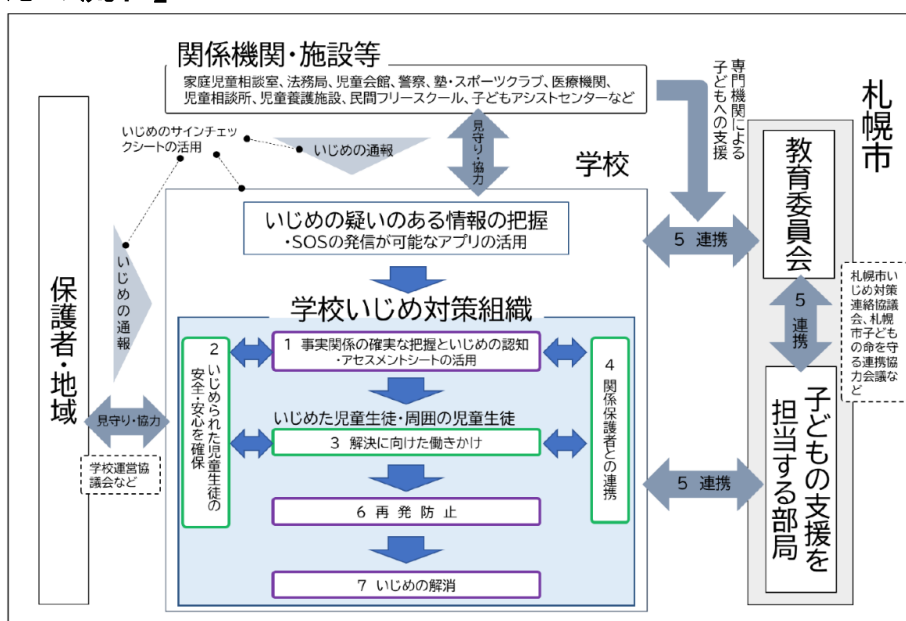 関係機関・施設等
家庭児童相談室、法務局、児童会館、警察、塾・スポーツクラブ、医療機関、
児童相談所、児童養護施設、民間フリースクール、子どもアシストセンターなど
専門機関による
子どもへの支援
札幌市
いじめのサインチェッ
クシートの活用
いじめの通報
見守り・協力
学校
いじめの疑いのある情報の把握
・SOSの発信が可能なアプリの活用
5 連携
教育委員会
いじめの通報
保護者・地域
学校いじめ対策組織
1 事実関係の確実な把握といじめの認知
・アセスメントシートの活用
2 いじめられた児童生徒の
安全・安心を確保
4 関係保護者との連携
5 連携
札幌市い
じめ対策
連絡協議
会、札幌
市子ども
の命を守
る連携協
力会議な
ど
いじめた児童生徒・周囲の児童生徒
3 解決に向けた働きかけ
見守り・協力
学校運営協
議会など
子どもの支援を
担当する部局
5 連携
6 再発防止
7 いじめの解消